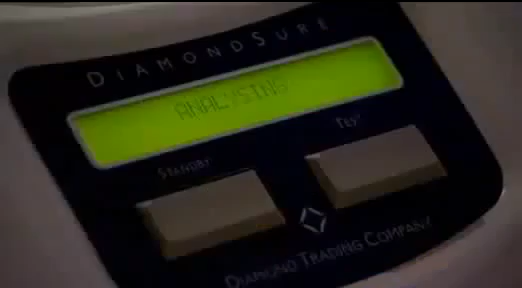 DIAMONDSURE
ANALYSING
STANDBY
TEST
DIAMOND TRADING COMPANY